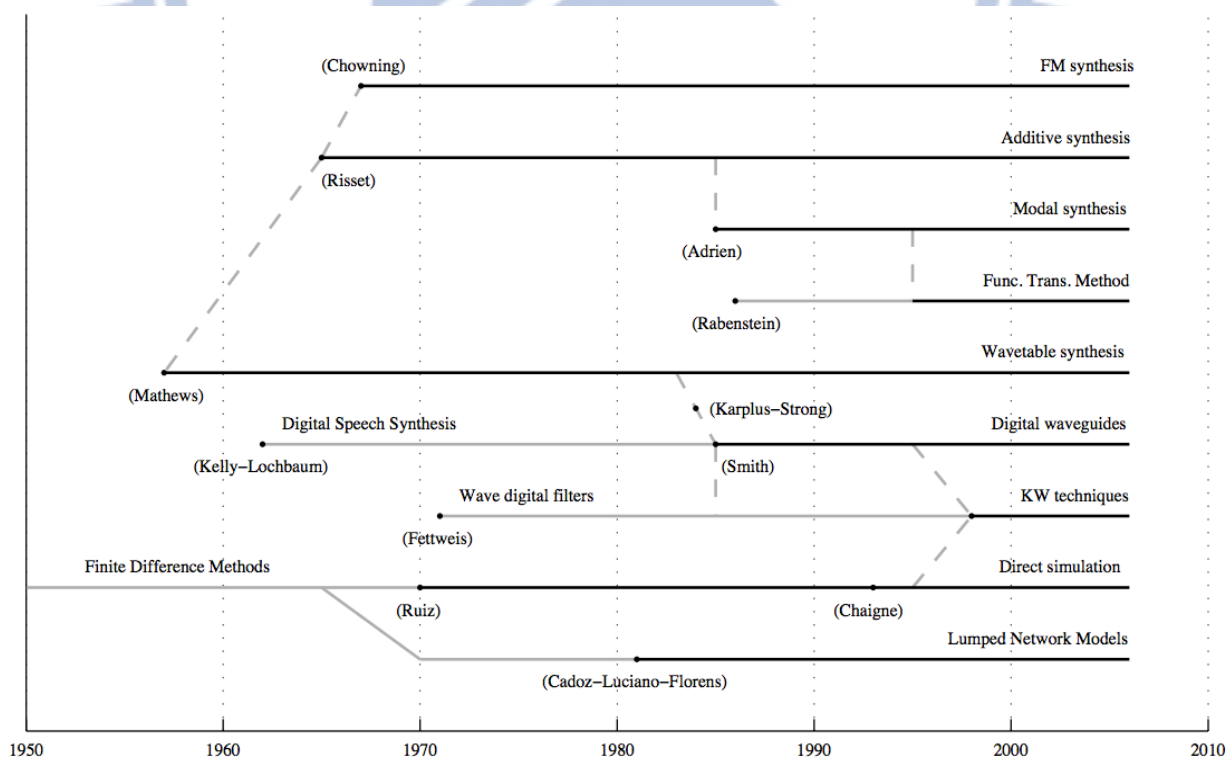 (Chowning)
FM synthesis
Additive synthesis
(Risset)
Modal synthesis
(Adrien)
Func. Trans. Method
(Rabenstein)
Wavetable synthesis
(Mathews)
(Karplus−Strong)
Digital Speech Synthesis
Digital waveguides
(Kelly−Lochbaum)
(Smith)
Wave digital filters
KW techniques
(Fettweis)
Finite Difference Methods
Direct simulation
(Ruiz)
(Chaigne)
Lumped Network Models
(Cadoz−Luciano−Florens)
1950
1960
1970
1980
1990
2000
2010